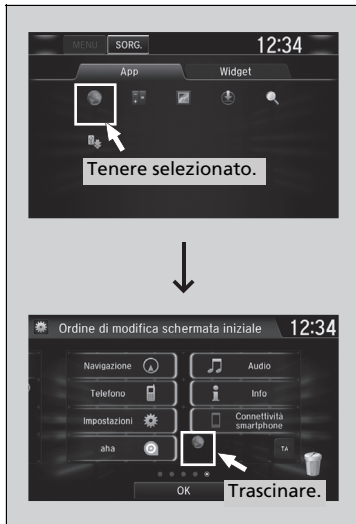 MENU SORG. 12:34
App Widget
Tenere selezionato.
Ordine di modifica schermata iniziale 12:34
Navigazione Audio
Telefono Info
Impostazioni Connettività smartphone
aha TA
OK
Trascinare.